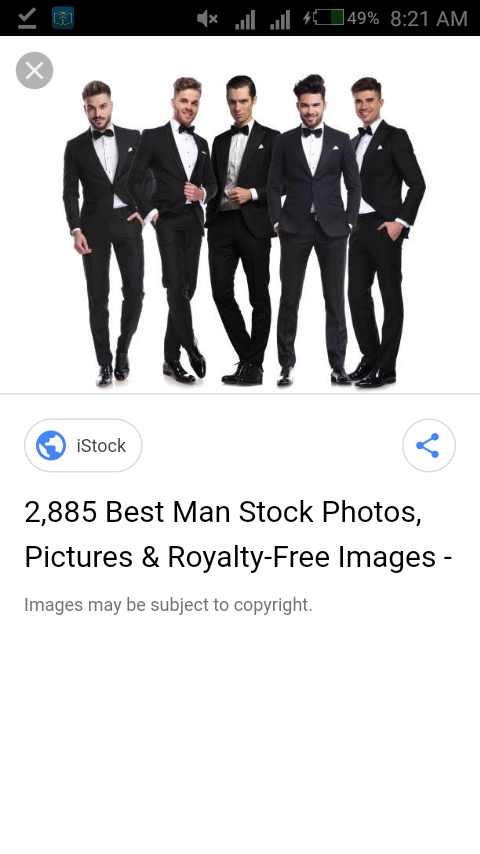 49% 8:21 AM
iStock
2,885 Best Man Stock Photos,
Pictures & Royalty-Free Images -
Images may be subject to copyright.